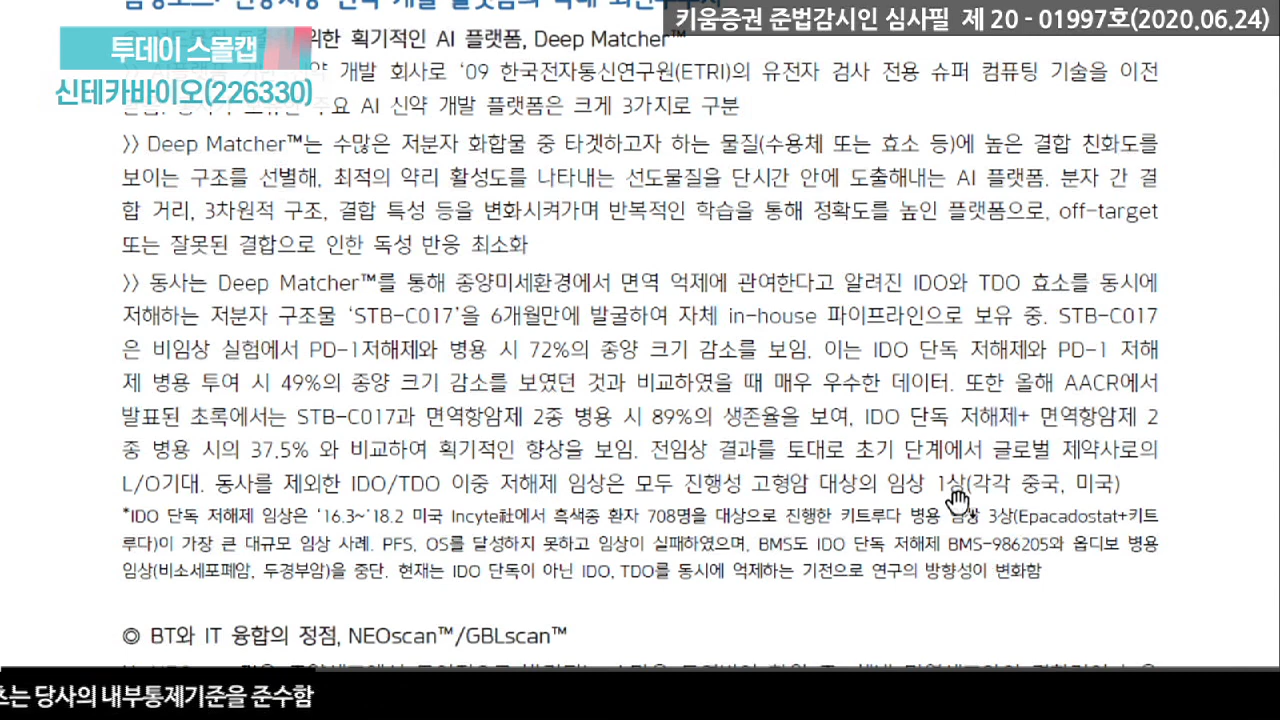 키움증권 준법감시인 심사필 제 20 - 01997호(2020.06.24)
투데이 스몰캡
신테카바이오(226330)
위한 획기적인 AI 플랫폼, Deep Matcher™
개발 회사로 ‘09 한국전자통신연구원(ETRI)의 유전자 검사 전용 슈퍼 컴퓨팅 기술을 이전
주요 AI 신약 개발 플랫폼은 크게 3가지로 구분
〉〉 Deep Matcher™는 수많은 저분자 화합물 중 타겟하고자 하는 물질(수용체 또는 효소 등)에 높은 결합 친화도를
보이는 구조를 선별해, 최적의 약리 활성도를 나타내는 선도물질을 단시간 안에 도출해내는 AI 플랫폼. 분자 간 결
합 거리, 3차원적 구조, 결합 특성 등을 변화시켜가며 반복적인 학습을 통해 정확도를 높인 플랫폼으로, off-target
또는 잘못된 결합으로 인한 독성 반응 최소화
〉〉 동사는 Deep Matcher™를 통해 종양미세환경에서 면역 억제에 관여한다고 알려진 IDO와 TDO 효소를 동시에
저해하는 저분자 구조물 ‘STB-C017’을 6개월만에 발굴하여 자체 in-house 파이프라인으로 보유 중. STB-C017
은 비임상 실험에서 PD-1저해제와 병용 시 72%의 종양 크기 감소를 보임. 이는 IDO 단독 저해제와 PD-1 저해
제 병용 투여 시 49%의 종양 크기 감소를 보였던 것과 비교하였을 때 매우 우수한 데이터. 또한 올해 AACR에서
발표된 초록에서는 STB-C017과 면역항암제 2종 병용 시 89%의 생존율을 보여, IDO 단독 저해제+ 면역항암제 2
종 병용 시의 37.5% 와 비교하여 획기적인 향상을 보임. 전임상 결과를 토대로 초기 단계에서 글로벌 제약사로의
L/O기대. 동사를 제외한 IDO/TDO 이중 저해제 임상은 모두 진행성 고형암 대상의 임상 1상(각각 중국, 미국)
*IDO 단독 저해제 임상은 ‘16.3~’18.2 미국 Incyte社에서 흑색종 환자 708명을 대상으로 진행한 키트루다 병용 임상 3상(Epacadostat+키트
루다)이 가장 큰 대규모 임상 사례. PFS, OS를 달성하지 못하고 임상이 실패하였으며, BMS도 IDO 단독 저해제 BMS-986205와 옵디보 병용
임상(비소세포폐암, 두경부암)을 중단. 현재는 IDO 단독이 아닌 IDO, TDO를 동시에 억제하는 기전으로 연구의 방향성이 변화함
◎ BT와 IT 융합의 정점, NEOscan™/GBLscan™
츠는 당사의 내부통제기준을 준수함